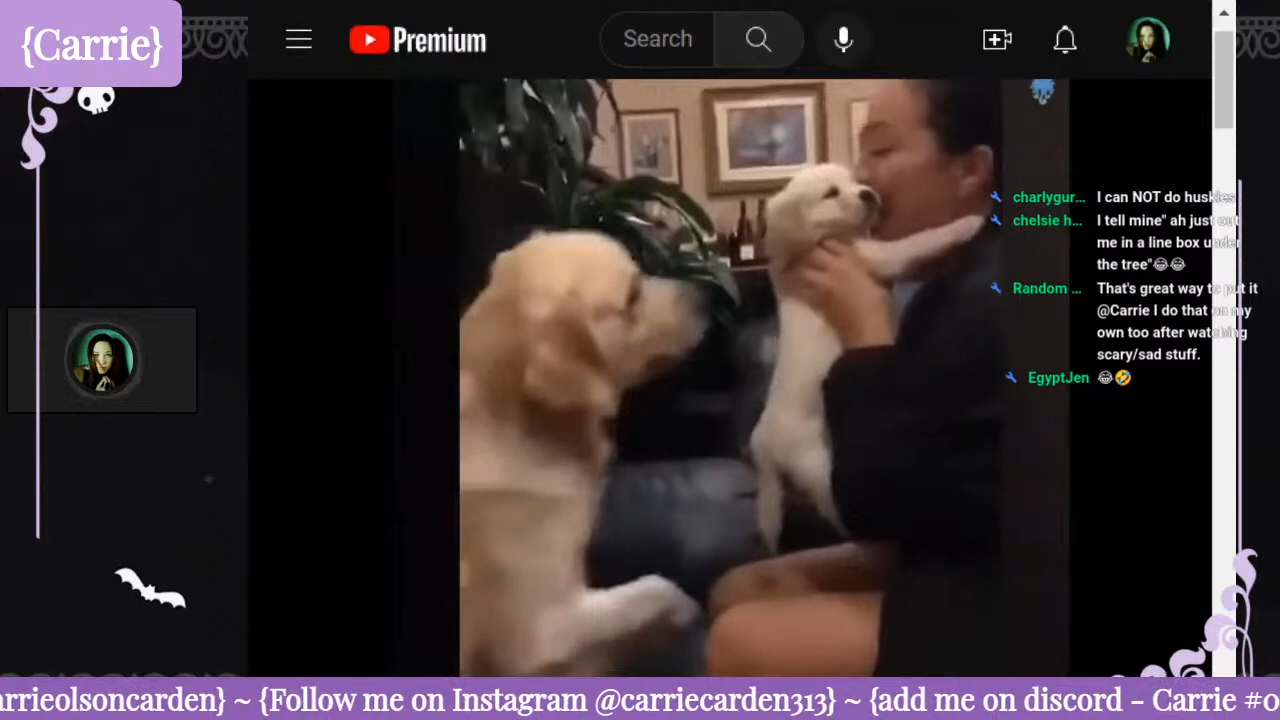 {Carrie}
Premium
Search
charlygur... I can NOT do huskies
chelsie h... I tell mine" ah just put
me in a line box under
the tree"😂😂
Random ... That's great way to put it
@Carrie I do that on my
own too after watching
scary/sad stuff.
EgyptJen 😂🤣
arrieolsoncarden} ~ {Follow me on Instagram @carriecarden313} ~ {add me on discord - Carrie #0